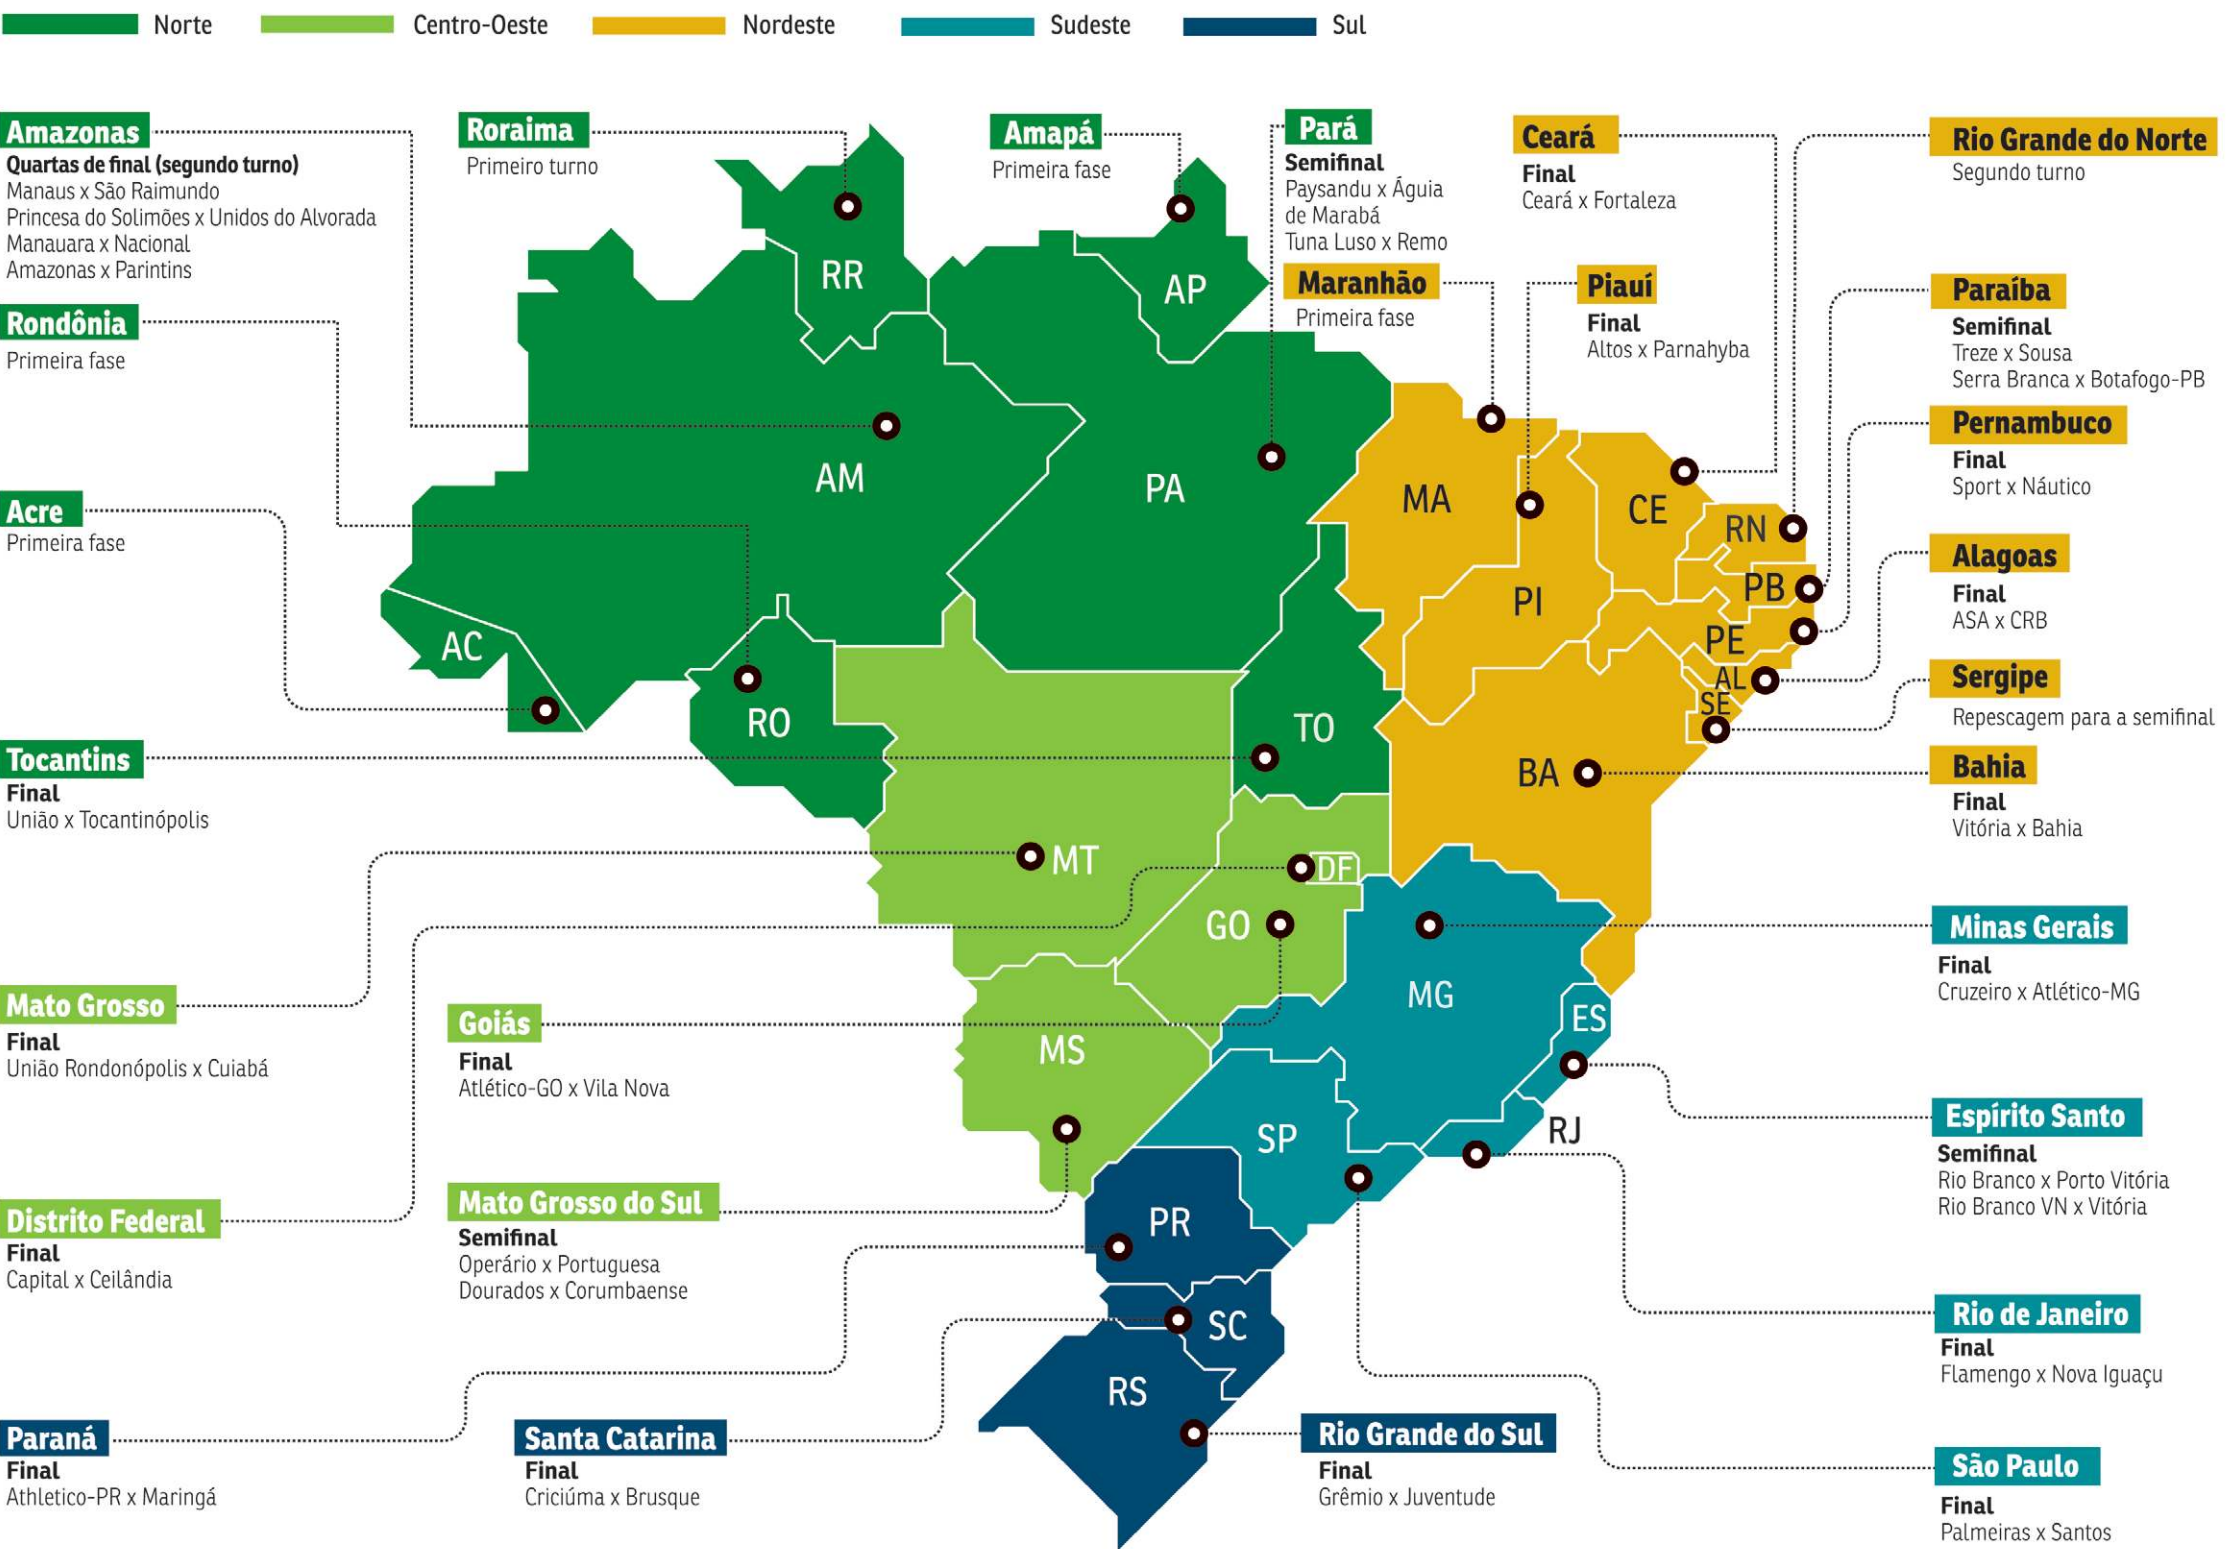 Norte
Centro-Oeste
Nordeste
Sudeste
Sul
Amazonas
Quartas de final (segundo turno)
Manaus x São Raimundo
Princesa do Solimões x Unidos do Alvorada
Manauara x Nacional
Amazonas x Parintins
Roraima
Primeiro turno
Amapá
Primeira fase
Pará
Semifinal
Paysandu x Águia
de Marabá
Tuna Luso x Remo
Ceará
Final
Ceará x Fortaleza
Rio Grande do Norte
Segundo turno
Rondônia
Primeira fase
Maranhão
Primeira fase
Piauí
Final
Altos x Parnahyba
Paraíba
Semifinal
Treze x Sousa
Serra Branca x Botafogo-PB
Pernambuco
Final
Sport x Náutico
Acre
Primeira fase
Alagoas
Final
ASA x CRB
Sergipe
Repescagem para a semifinal
Tocantins
Final
União x Tocantinópolis
Bahia
Final
Vitória x Bahia
RR
AP
AM
PA
MA
CE
RN
PI
PB
PE
AC
AL
SE
RO
TO
BA
MT
DF
GO
MG
ES
MS
SP
RJ
PR
SC
RS
Minas Gerais
Final
Cruzeiro x Atlético-MG
Mato Grosso
Final
União Rondonópolis x Cuiabá
Goiás
Final
Atlético-GO x Vila Nova
Espírito Santo
Semifinal
Rio Branco x Porto Vitória
Rio Branco VN x Vitória
Distrito Federal
Final
Capital x Ceilândia
Mato Grosso do Sul
Semifinal
Operário x Portuguesa
Dourados x Corumbaense
Rio de Janeiro
Final
Flamengo x Nova Iguaçu
Paraná
Final
Athletico-PR x Maringá
Santa Catarina
Final
Criciúma x Brusque
Rio Grande do Sul
Final
Grêmio x Juventude
São Paulo
Final
Palmeiras x Santos